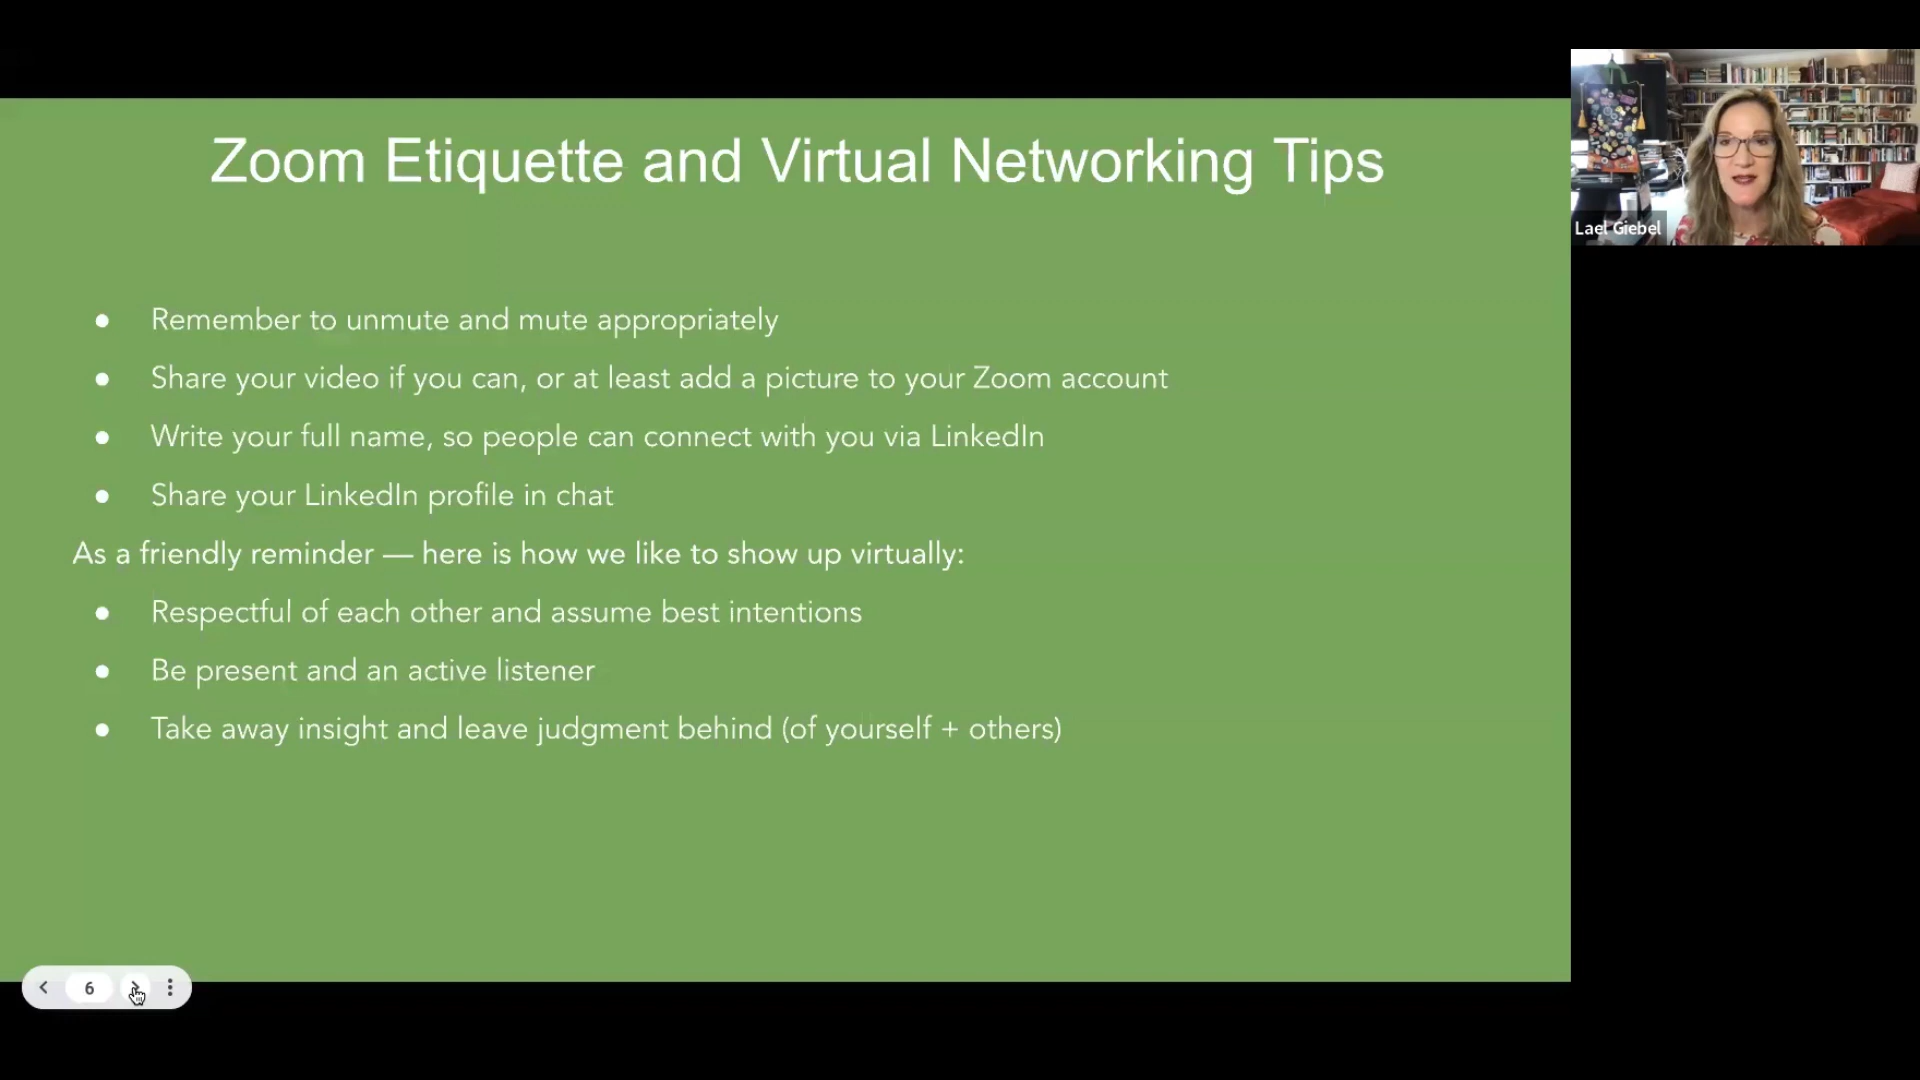 Zoom Etiquette and Virtual Networking Tips
Lael Giebel
● Remember to unmute and mute appropriately
● Share your video if you can, or at least add a picture to your Zoom account
● Write your full name, so people can connect with you via LinkedIn
● Share your LinkedIn profile in chat
As a friendly reminder — here is how we like to show up virtually:
● Respectful of each other and assume best intentions
● Be present and an active listener
● Take away insight and leave judgment behind (of yourself + others)
6